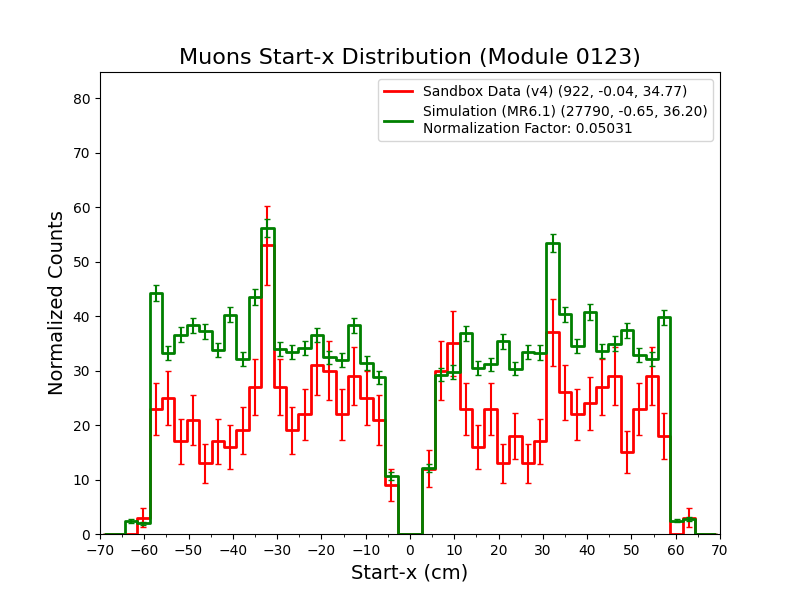 Muons Start-x Distribution (Module 0123)
Sandbox Data (v4) (922, -0.04, 34.77)
Simulation (MR6.1) (27790, -0.65, 36.20)
Normalization Factor: 0.05031
Normalized Counts
80
70
60
50
40
30
20
10
0
−70 −60 −50 −40 −30 −20 −10 0 10 20 30 40 50 60 70
Start-x (cm)